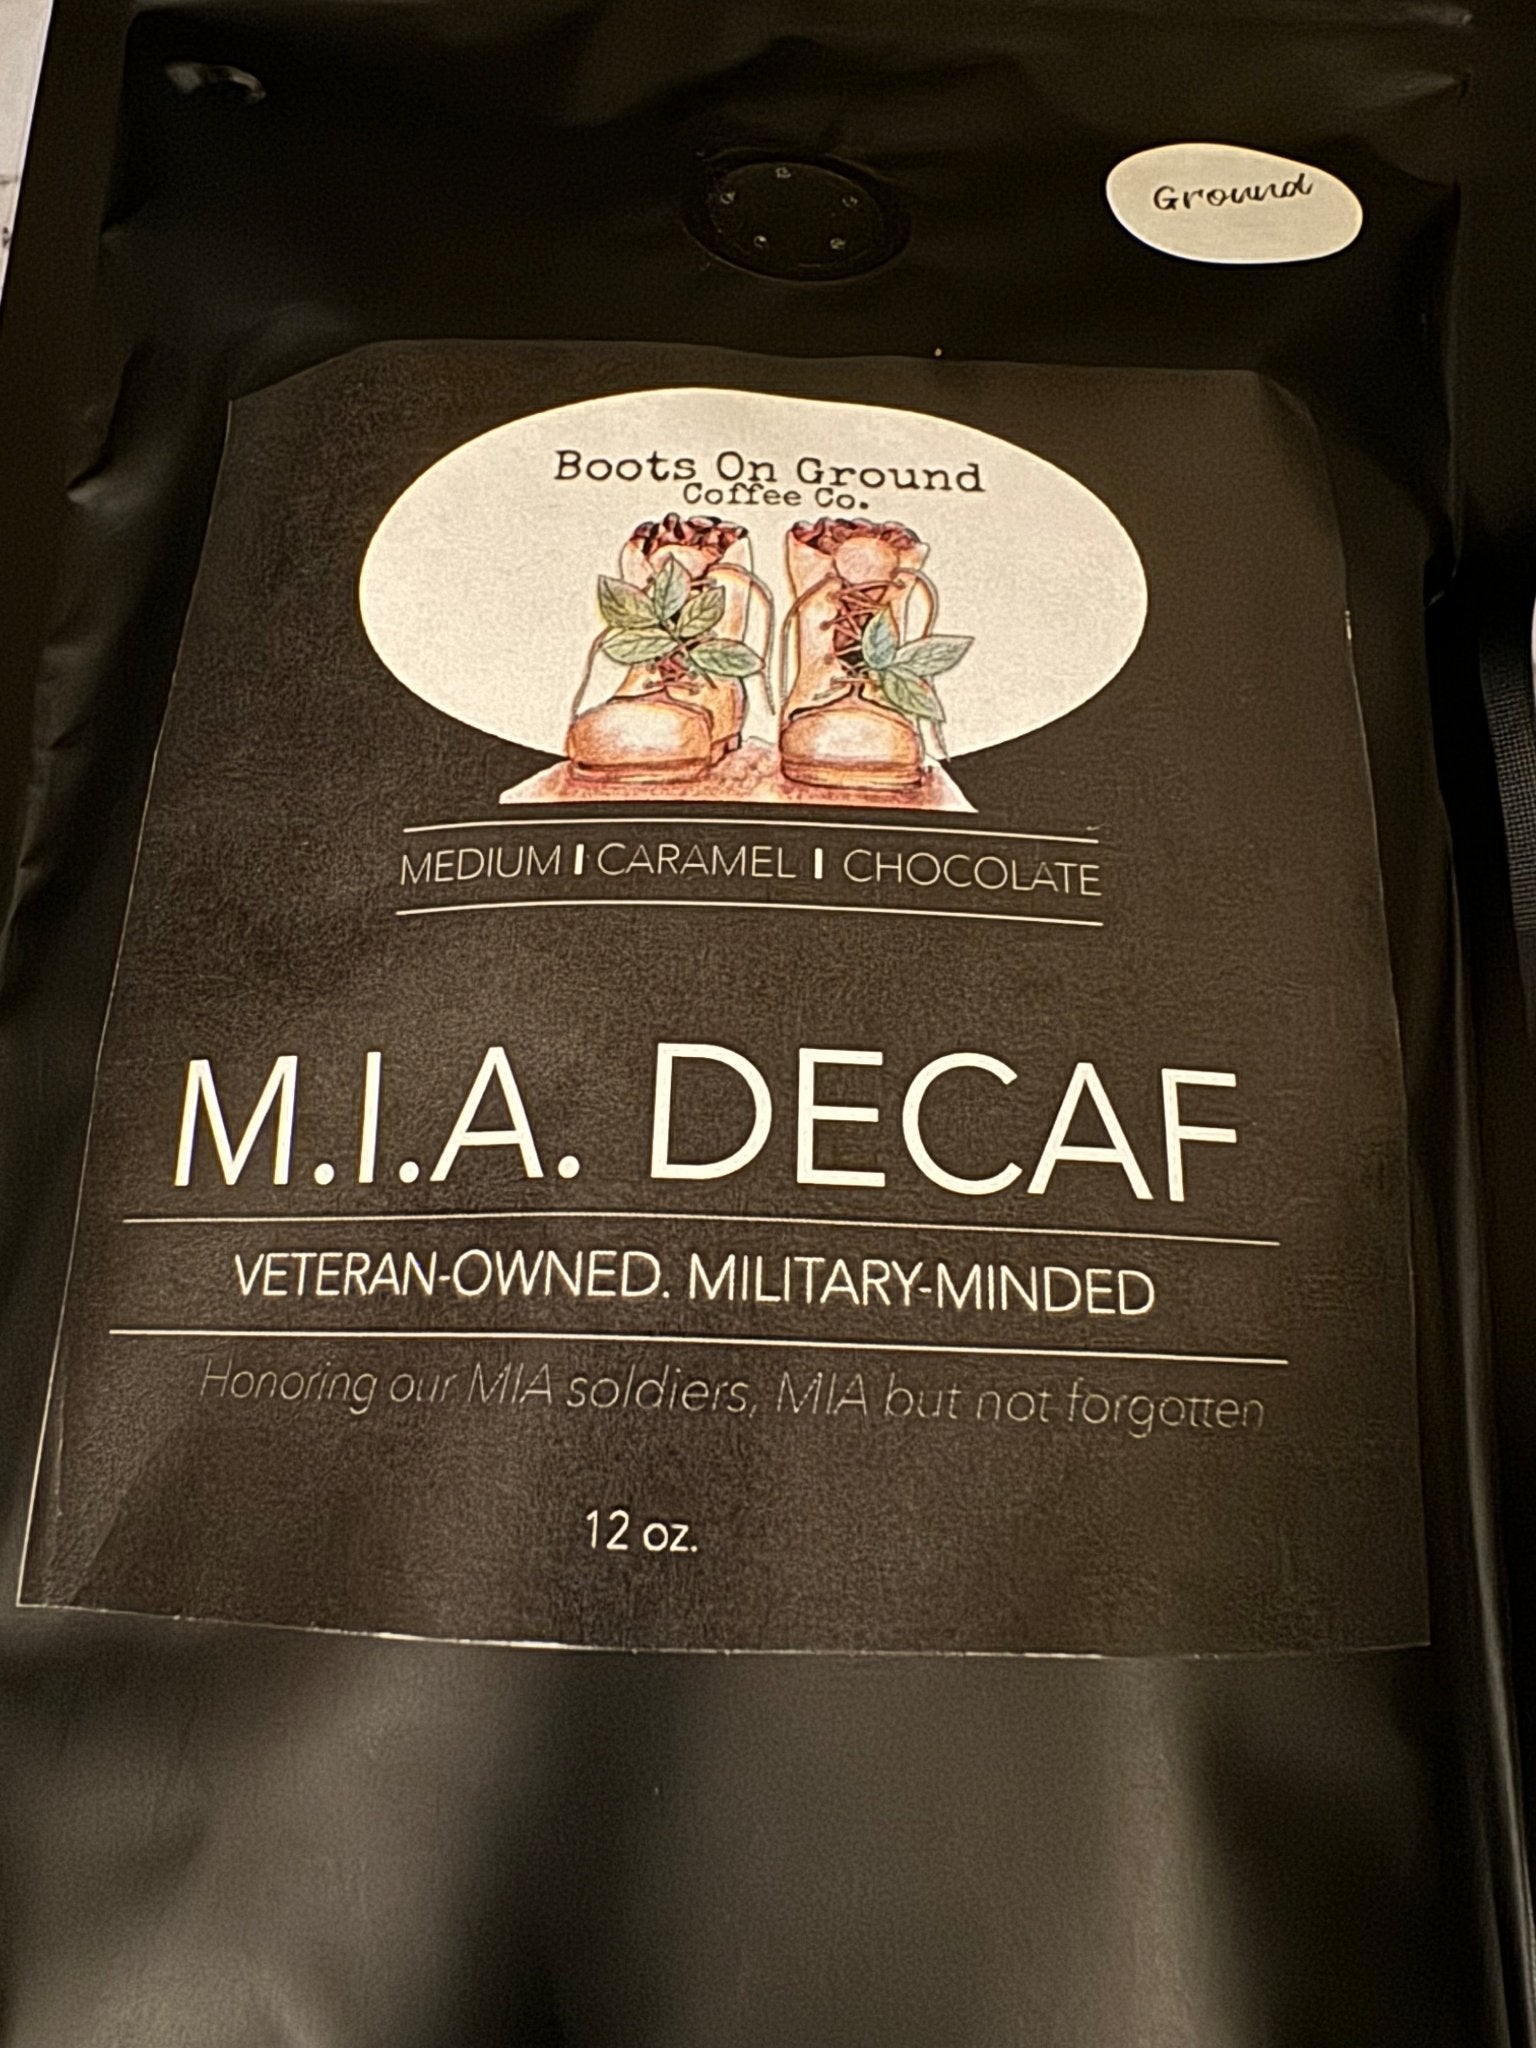 Ground
Boots On Ground
Coffee Co.
MEDIUM | CARAMEL | CHOCOLATE
M.I.A. DECAF
VETERAN-OWNED. MILITARY-MINDED
Honoring our MIA soldiers, MIA but not forgotten
12 oz.